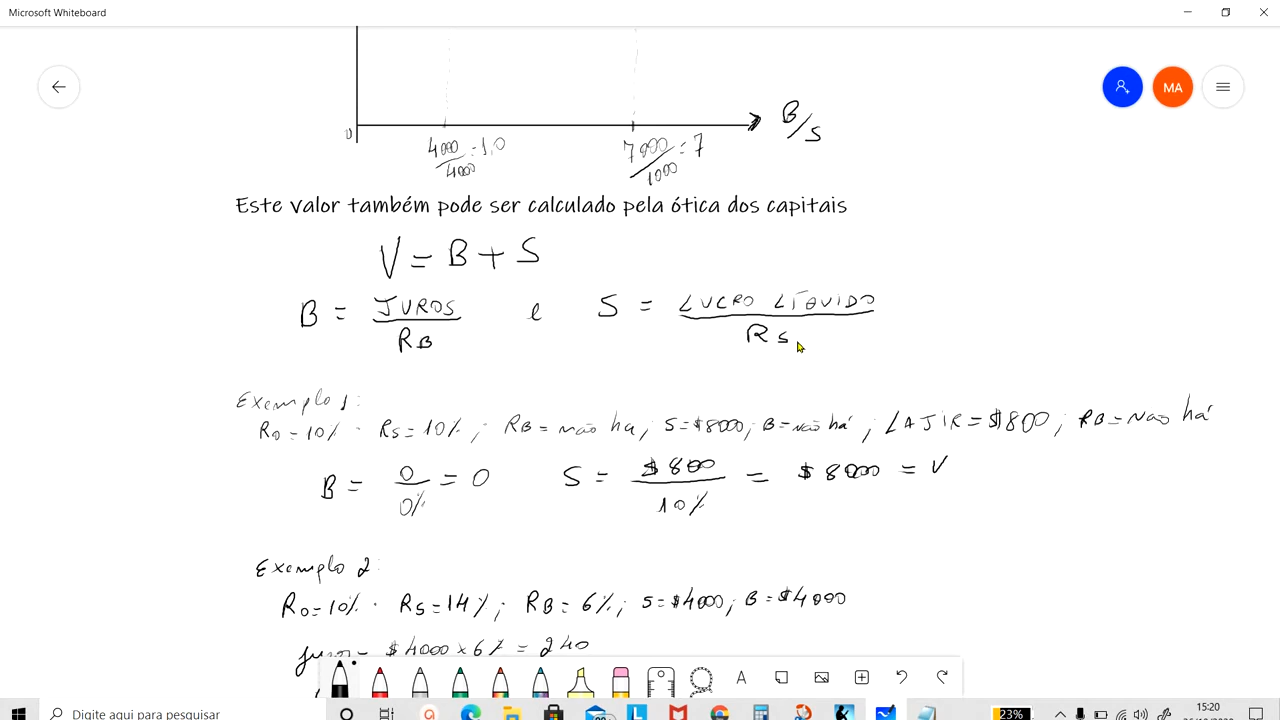 Microsoft Whiteboard
MA
B/S
0
4000/4000 = 1,0
7000/1000 = 7
Este valor também pode ser calculado pela ótica dos capitais
V = B + S
B = JUROS/RB e S = LUCRO LÍQUIDO/RS
Exemplo 1:
R0=10% . RS=10%; RB= não há; S=$8000; B= não há; LAJIR=$800; RB= não há
B = 0/0% = 0 S = $800/10% = $8000 = V
Exemplo 2:
R0=10% . RS=14%; RB=6%; S=$4000; B=$4000
juros= $4000 x 6% = 240
A
Digite aqui para pesquisar
23%
15:20